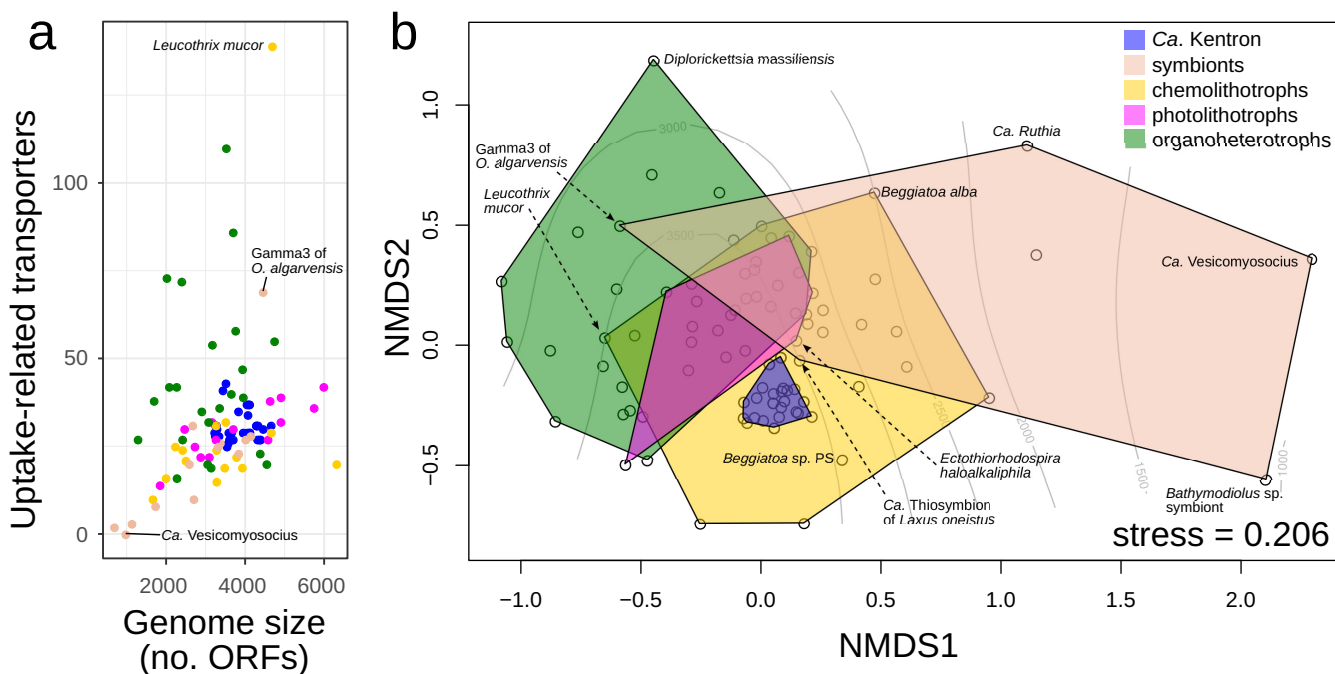 a
Leucothrix mucor
Gamma3 of
O. algarvensis
Ca. Vesicomyosocius
Uptake-related transporters
100
50
0
2000 4000 6000
Genome size
(no. ORFs)
b
Ca. Kentron
symbionts
chemolithotrophs
photolithotrophs
organoheterotrophs
Diplorickettsia massiliensis
Gamma3 of
O. algarvensis
Leucothrix
mucor
Ca. Ruthia
Beggiatoa alba
Ca. Vesicomyosocius
Beggiatoa sp. PS
Ectothiorhodospira
haloalkaliphila
Ca. Thiosymbion
of Laxus oneistus
Bathymodiolus sp.
symbiont
3000
3500
2500
2000
1500
1000
stress = 0.206
NMDS2
1.0
0.5
0.0
−0.5
−1.0 −0.5 0.0 0.5 1.0 1.5 2.0
NMDS1